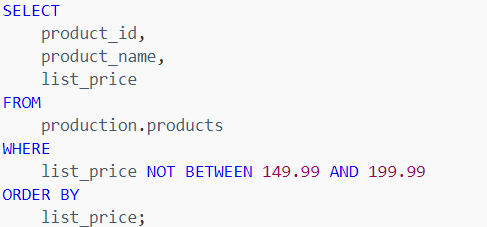 SELECT
    product_id,
    product_name,
    list_price
FROM
    production.products
WHERE
    list_price NOT BETWEEN 149.99 AND 199.99
ORDER BY
    list_price;